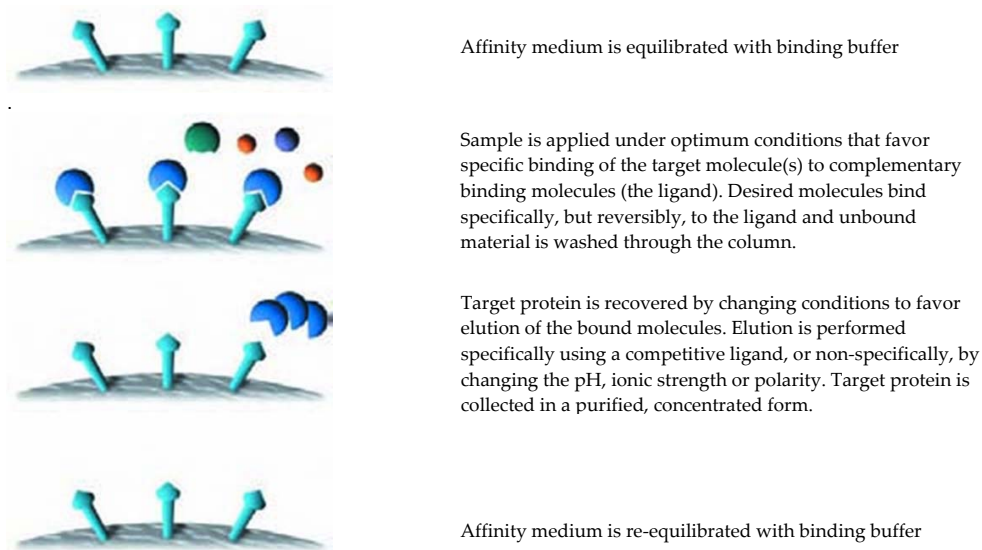 Affinity medium is equilibrated with binding buffer
.
Sample is applied under optimum conditions that favor
specific binding of the target molecule(s) to complementary
binding molecules (the ligand). Desired molecules bind
specifically, but reversibly, to the ligand and unbound
material is washed through the column.
Target protein is recovered by changing conditions to favor
elution of the bound molecules. Elution is performed
specifically using a competitive ligand, or non-specifically, by
changing the pH, ionic strength or polarity. Target protein is
collected in a purified, concentrated form.
Affinity medium is re-equilibrated with binding buffer